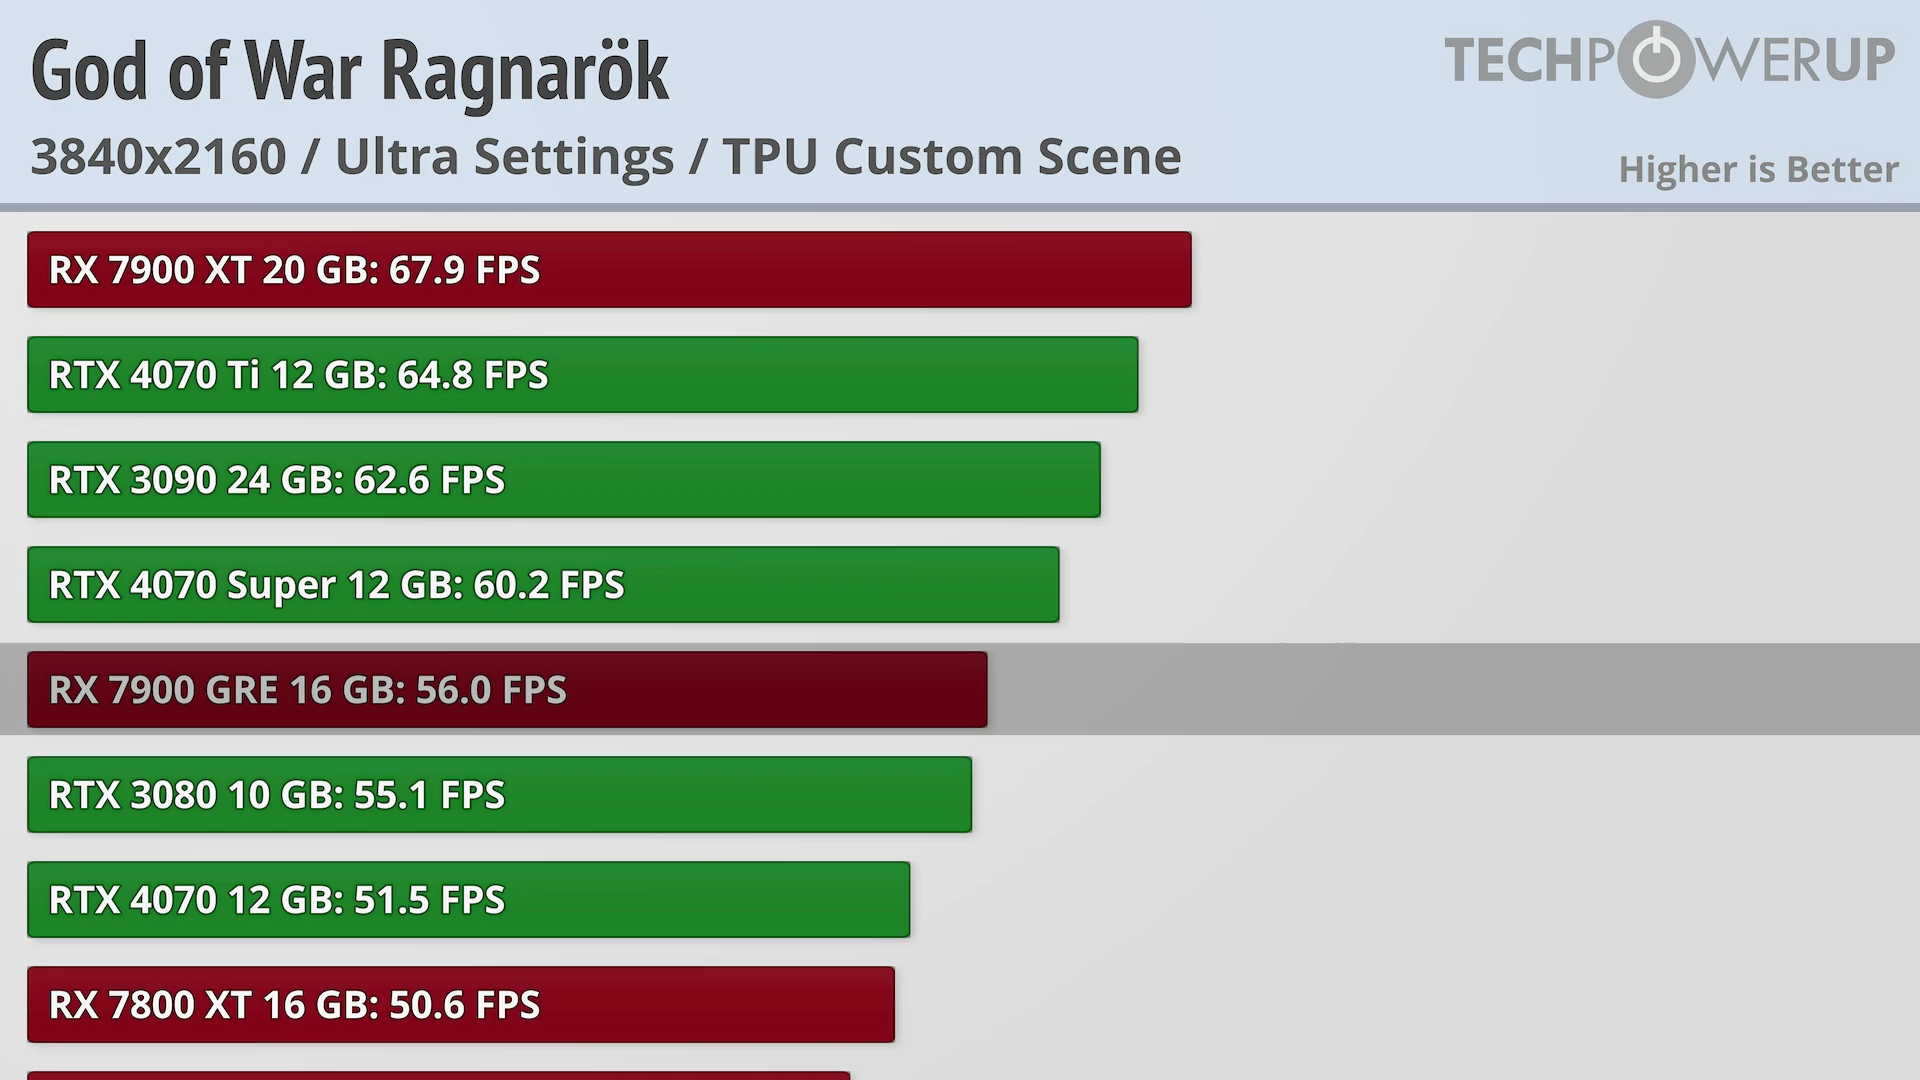 God of War Ragnarök
TECHPOWERUP
3840x2160 / Ultra Settings / TPU Custom Scene
Higher is Better
RX 7900 XT 20 GB: 67.9 FPS
RTX 4070 Ti 12 GB: 64.8 FPS
RTX 3090 24 GB: 62.6 FPS
RTX 4070 Super 12 GB: 60.2 FPS
RX 7900 GRE 16 GB: 56.0 FPS
RTX 3080 10 GB: 55.1 FPS
RTX 4070 12 GB: 51.5 FPS
RX 7800 XT 16 GB: 50.6 FPS